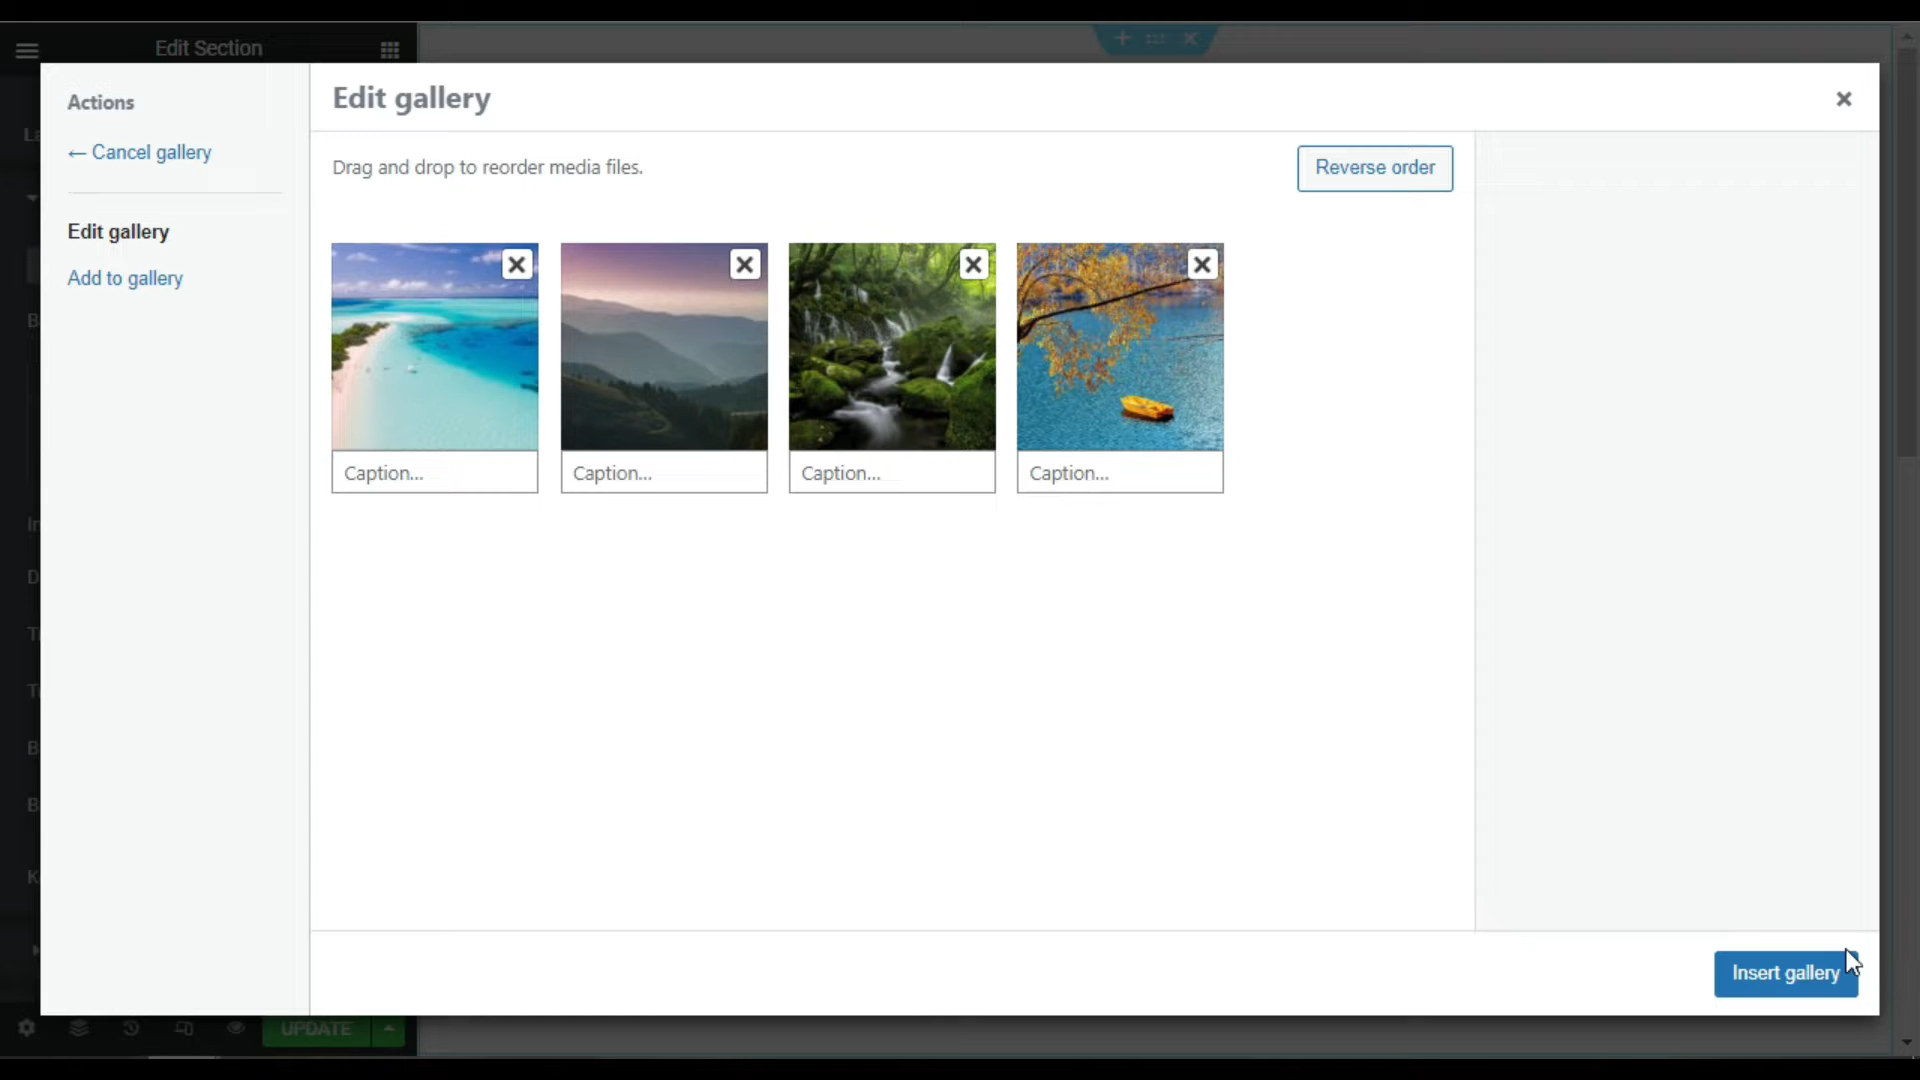 Edit Section
Actions
← Cancel gallery
Edit gallery
Add to gallery
Edit gallery
Drag and drop to reorder media files.
Reverse order
Caption...
Caption...
Caption...
Caption...
Insert gallery
UPDATE